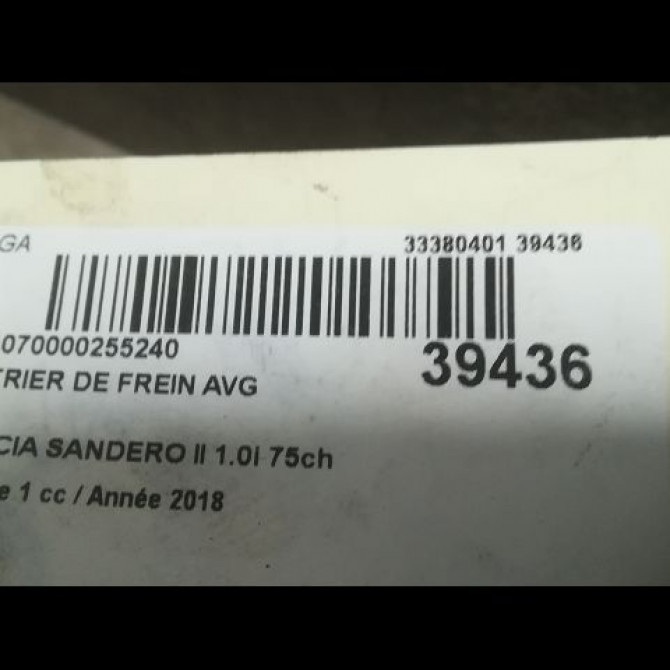 GA 33380401 39436
070000255240 39436
TRIER DE FREIN AVG
CIA SANDERO II 1.0I 75ch
e 1 cc / Année 2018